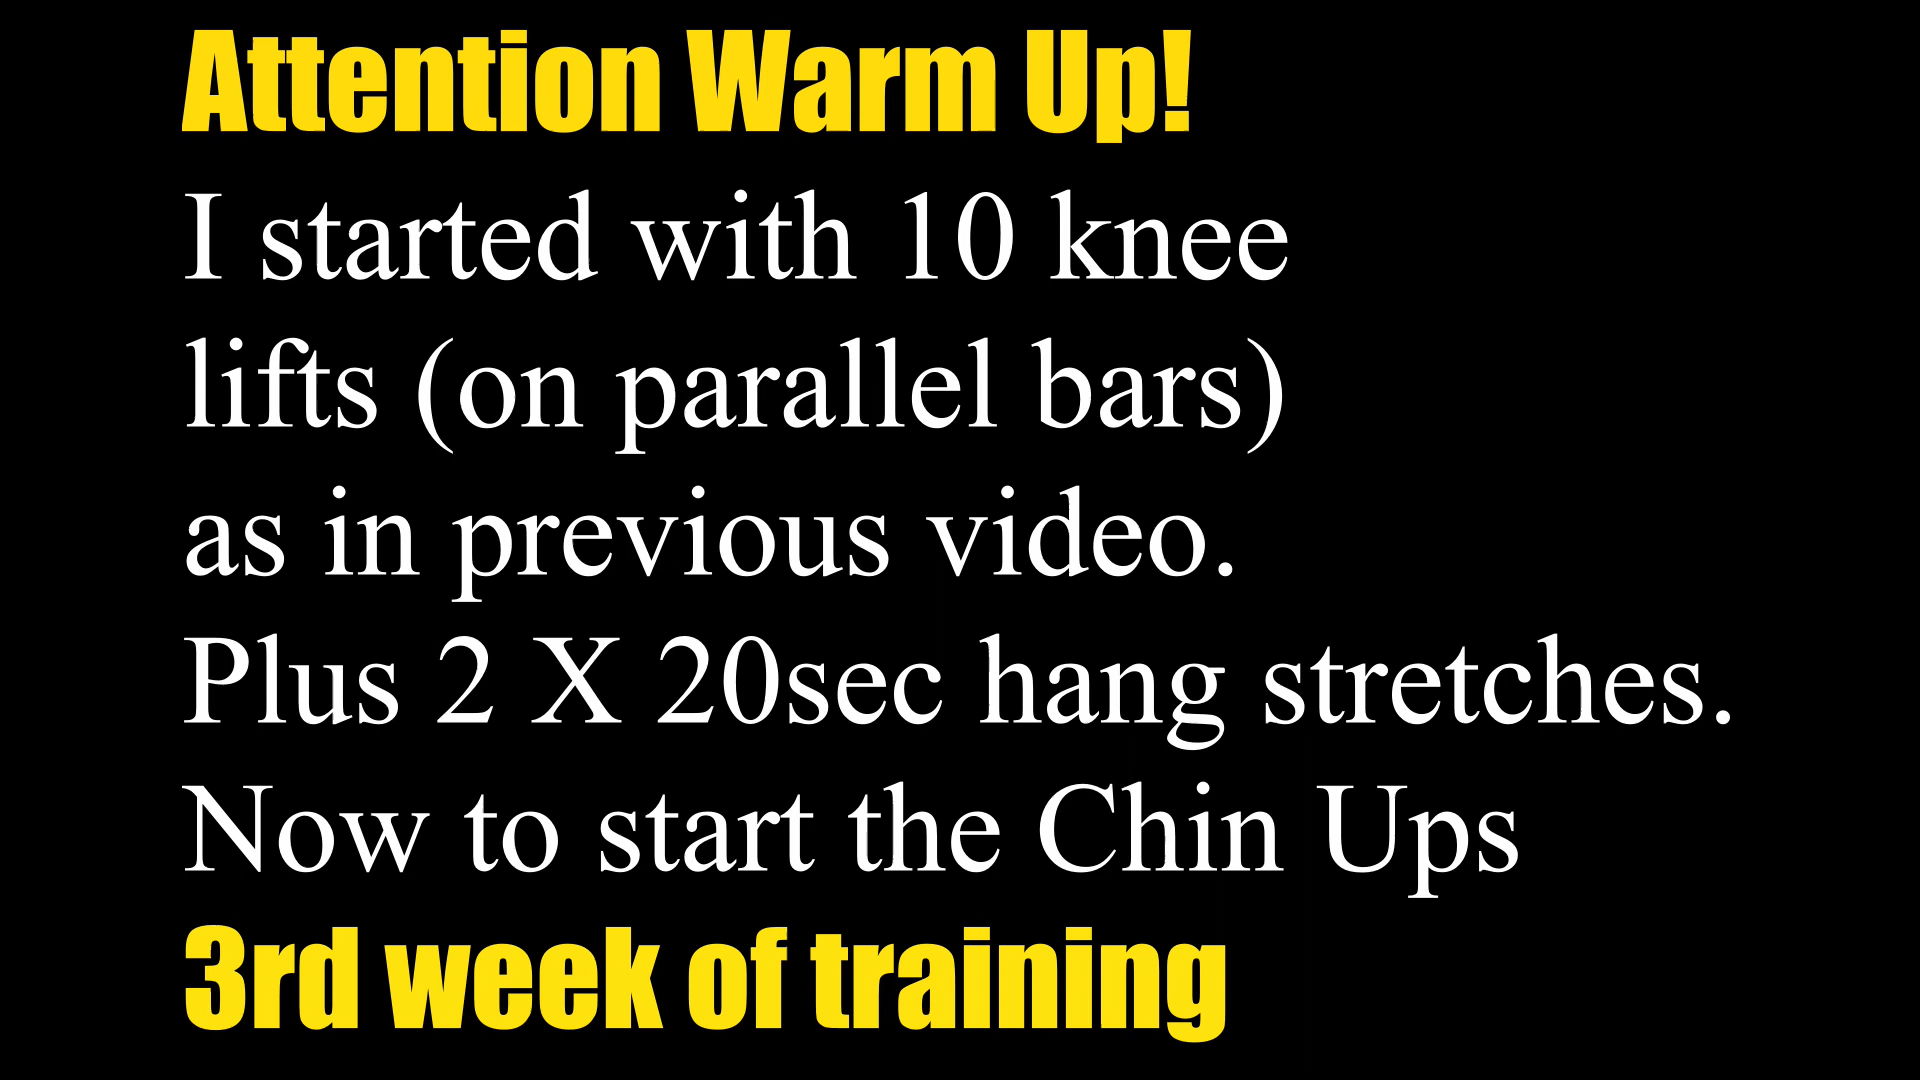 Attention Warm Up!
I started with 10 knee
lifts (on parallel bars)
as in previous video.
Plus 2 X 20sec hang stretches.
Now to start the Chin Ups
3rd week of training